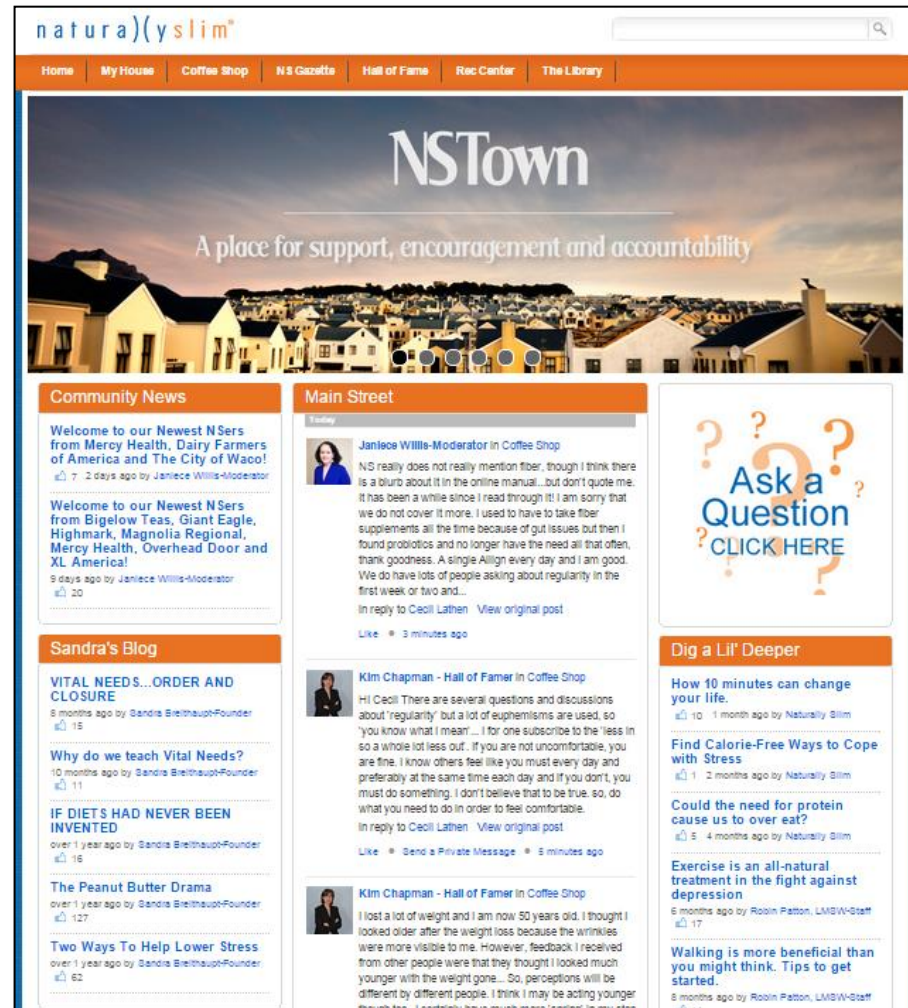 natura)(yslim®
Home
My House
Coffee Shop
NS Gazette
Hall of Fame
Rec Center
The Library
NSTown
A place for support, encouragement and accountability
Community News
Welcome to our Newest NSers
from Mercy Health, Dairy Farmers
of America and The City of Waco!
7 2 days ago by Janiece Willis-Moderator
Welcome to our Newest NSers
from Bigelow Teas, Giant Eagle,
Highmark, Magnolia Regional,
Mercy Health, Overhead Door and
XL America!
9 days ago by Janiece Willis-Moderator
20
Sandra's Blog
VITAL NEEDS...ORDER AND
CLOSURE
8 months ago by Sandra Breithaupt-Founder
15
Why do we teach Vital Needs?
10 months ago by Sandra Breithaupt-Founder
11
IF DIETS HAD NEVER BEEN
INVENTED
over 1 year ago by Sandra Breithaupt-Founder
16
The Peanut Butter Drama
over 1 year ago by Sandra Breithaupt-Founder
127
Two Ways To Help Lower Stress
over 1 year ago by Sandra Breithaupt-Founder
62
Main Street
Today
Janiece Willis-Moderator in Coffee Shop
NS really does not really mention fiber, though I think there
is a blurb about it in the online manual...but don't quote me.
It has been a while since I read through it! I am sorry that
we do not cover it more. I used to have to take fiber
supplements all the time because of gut issues but then I
found probiotics and no longer have the need all that often,
thank goodness. A single Align every day and I am good.
We do have lots of people asking about regularity in the
first week or two and...
In reply to Cecil Lathen View original post
Like • 3 minutes ago
Kim Chapman - Hall of Famer in Coffee Shop
Hi Cecil There are several questions and discussions
about 'regularity' but a lot of euphemisms are used, so
'you know what I mean'... I for one subscribe to the 'less in
so a whole lot less out'. If you are not uncomfortable, you
are fine. I know others feel like you must every day and
preferably at the same time each day and if you don't, you
must do something. I don't believe that to be true. so, do
what you need to do in order to feel comfortable.
In reply to Cecil Lathen View original post
Like • Send a Private Message • 5 minutes ago
Kim Chapman - Hall of Famer in Coffee Shop
I lost a lot of weight and I am now 50 years old. I thought I
looked older after the weight loss because the wrinkles
were more visible to me. However, feedback I received
from other people were that they thought I looked much
younger with the weight gone... So, perceptions will be
different by different people. I think I may be acting younger
Ask a
Question
CLICK HERE
Dig a Lil' Deeper
How 10 minutes can change
your life.
10 1 month ago by Naturally Slim
Find Calorie-Free Ways to Cope
with Stress
1 2 months ago by Naturally Slim
Could the need for protein
cause us to over eat?
5 4 months ago by Naturally Slim
Exercise is an all-natural
treatment in the fight against
depression
6 months ago by Robin Patton, LMSW-Staff
17
Walking is more beneficial than
you might think. Tips to get
started.
8 months ago by Robin Patton, LMSW-Staff